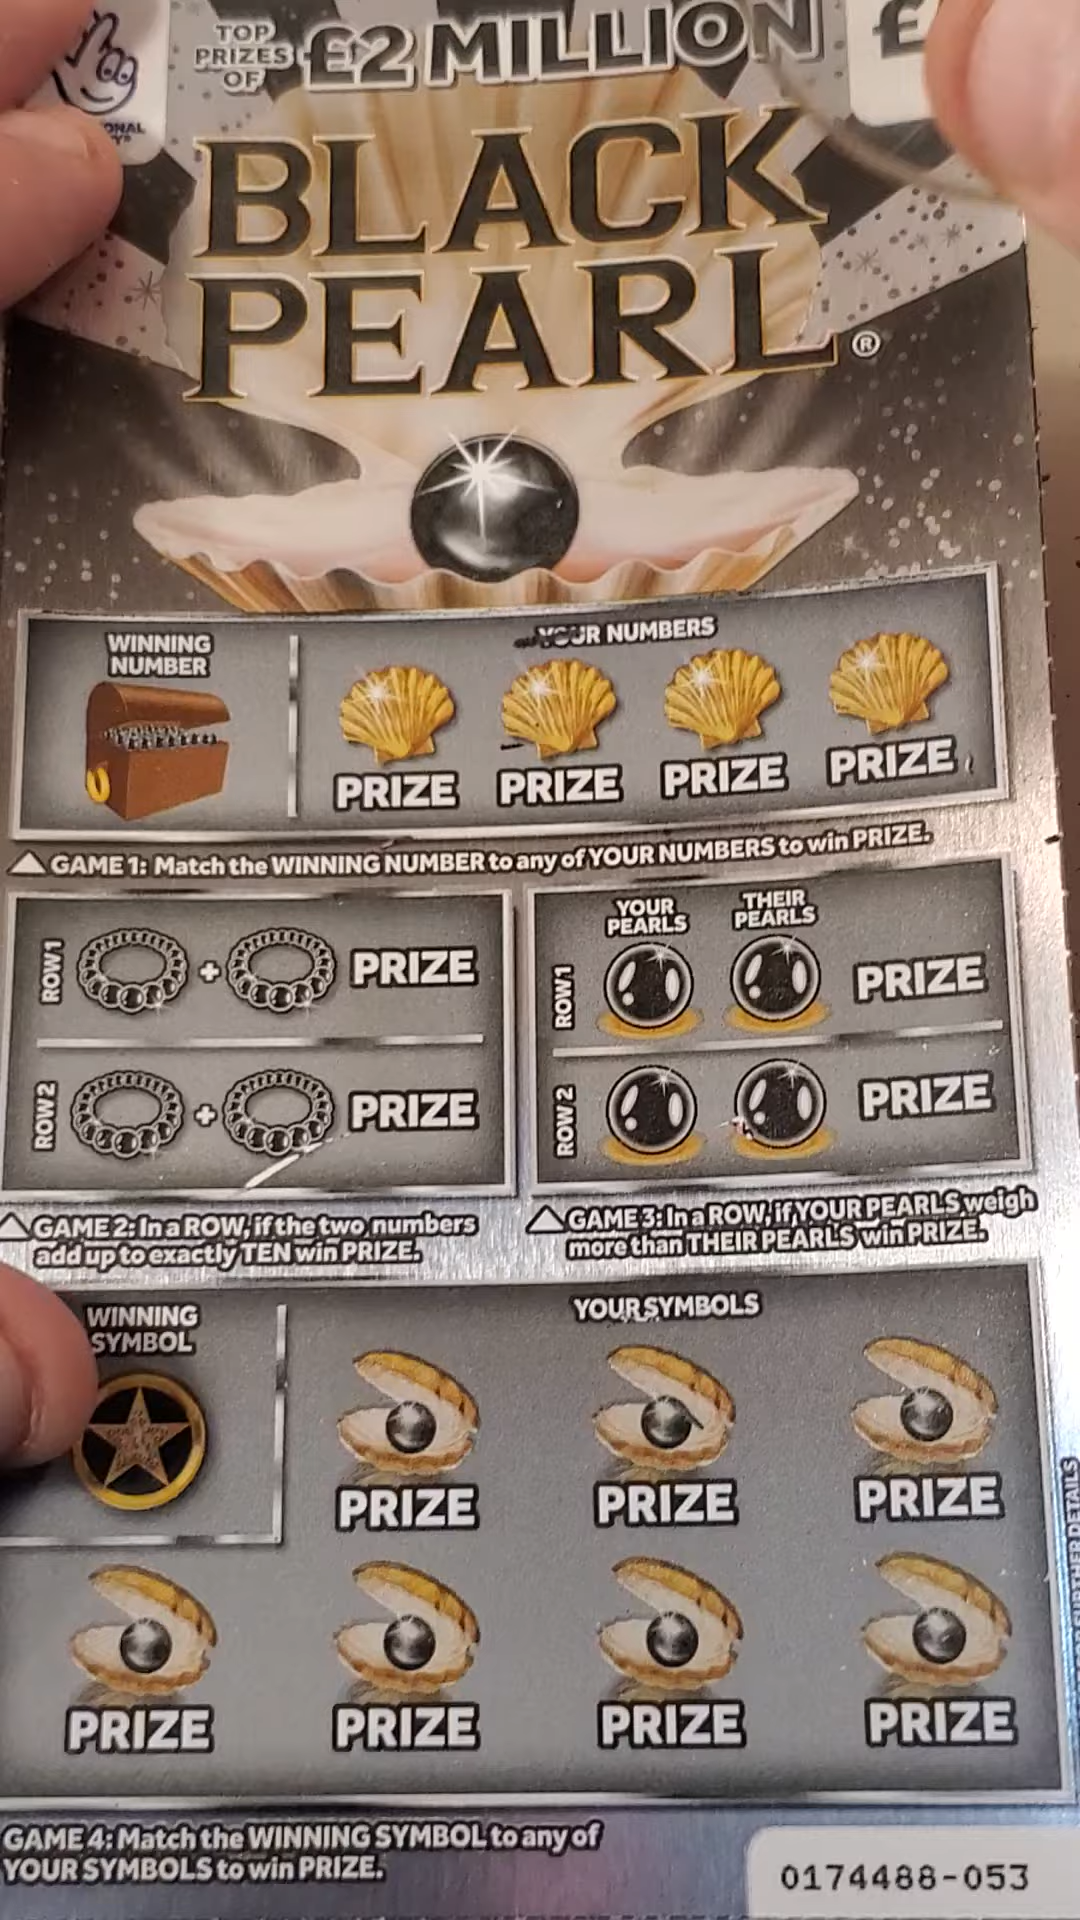 TOP
PRIZES
OF
£2 MILLION
£
BLACK
PEARL®
WINNING
NUMBER
YOUR NUMBERS
PRIZE PRIZE PRIZE PRIZE
GAME 1: Match the WINNING NUMBER to any of YOUR NUMBERS to win PRIZE.
ROW 1
+ PRIZE
ROW 2
+ PRIZE
GAME 2: In a ROW, if the two numbers
add up to exactly TEN win PRIZE.
YOUR
PEARLS
THEIR
PEARLS
ROW 1
PRIZE
ROW 2
PRIZE
GAME 3: In a ROW, if YOUR PEARLS weigh
more than THEIR PEARLS win PRIZE.
WINNING
SYMBOL
YOUR SYMBOLS
PRIZE PRIZE PRIZE
PRIZE PRIZE PRIZE PRIZE
GAME 4: Match the WINNING SYMBOL to any of
YOUR SYMBOLS to win PRIZE.
FURTHER DETAILS
0174488-053